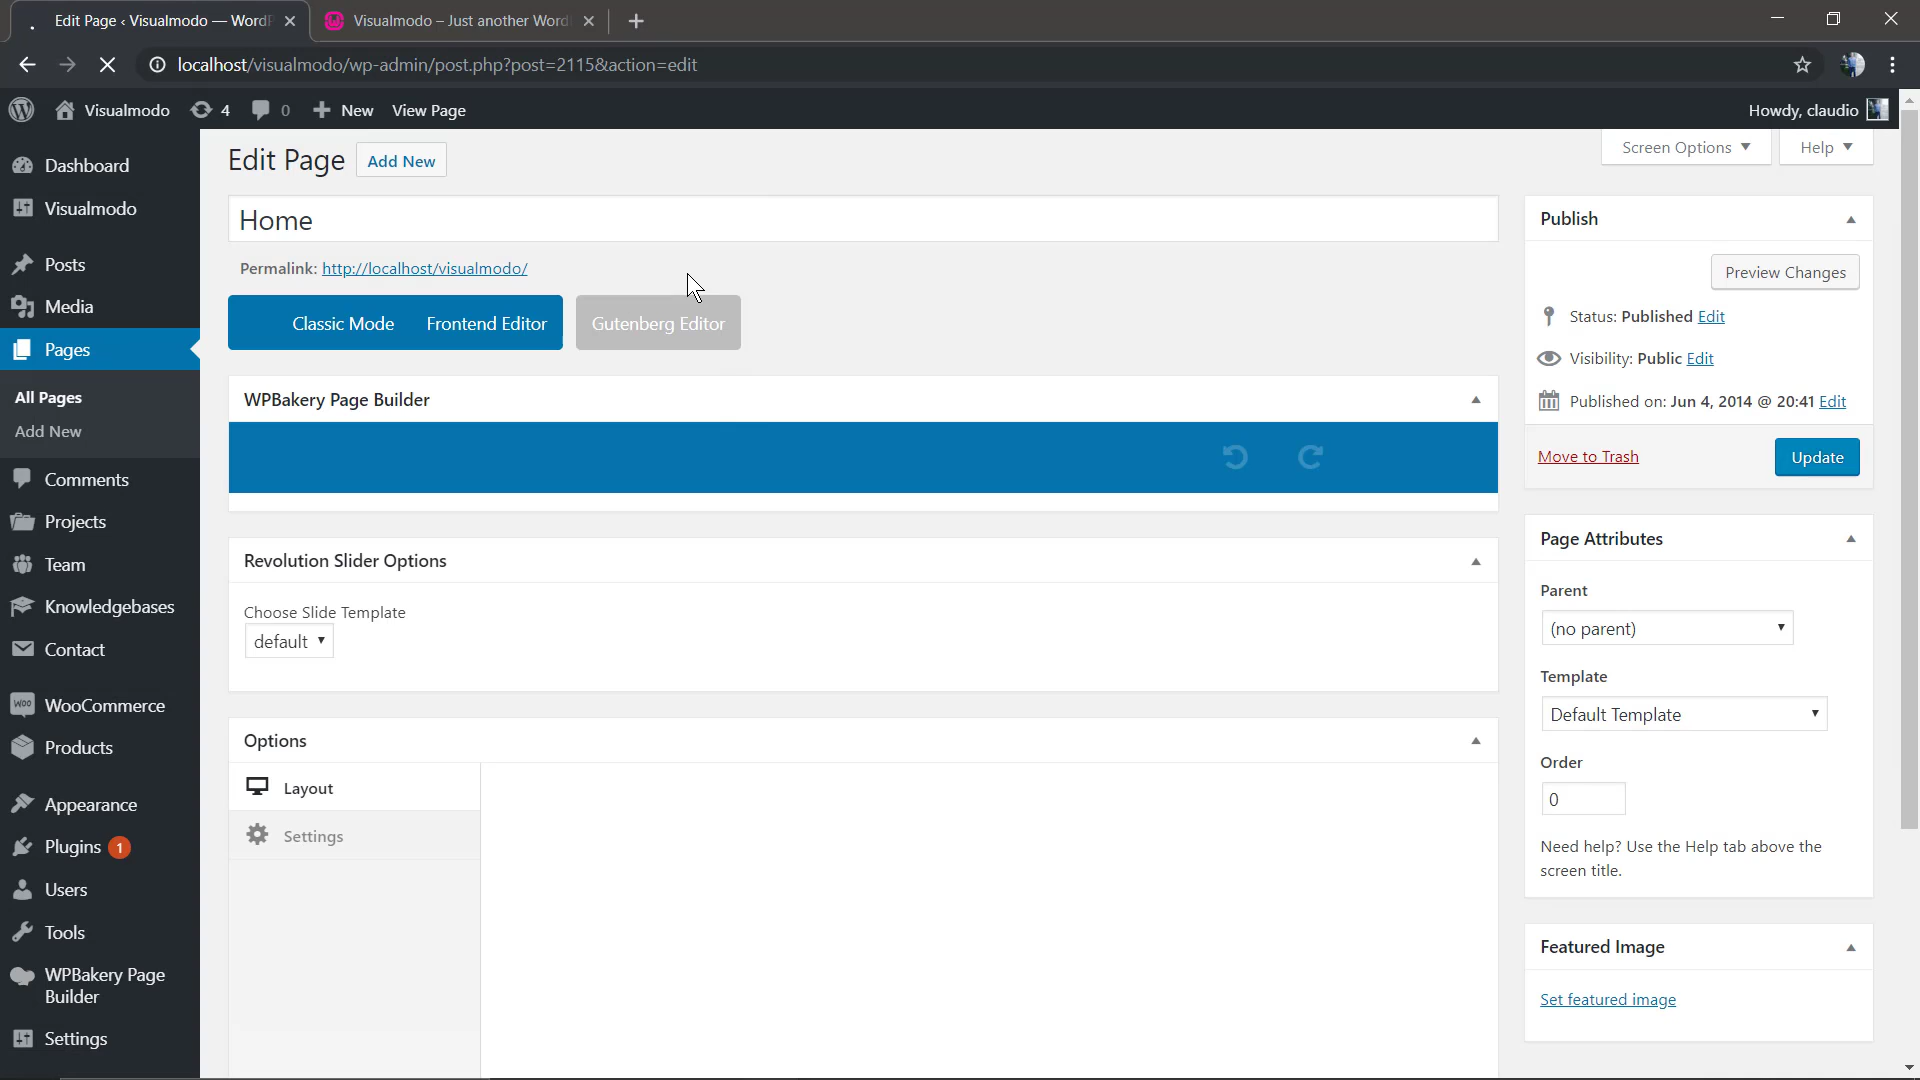 Edit Page ‹ Visualmodo — WordP
Visualmodo – Just another Word
localhost/visualmodo/wp-admin/post.php?post=2115&action=edit
Visualmodo
4
0
New
View Page
Howdy, claudio
Dashboard
Visualmodo
Posts
Media
Pages
All Pages
Add New
Comments
Projects
Team
Knowledgebases
Contact
WOO
WooCommerce
Products
Appearance
Plugins 1
Users
Tools
WPBakery Page
Builder
Settings
Edit Page
Add New
Screen Options
Help
Home
Permalink: http://localhost/visualmodo/
Classic Mode
Frontend Editor
Gutenberg Editor
WPBakery Page Builder
Revolution Slider Options
Choose Slide Template
default
Options
Layout
Settings
Publish
Preview Changes
Status: Published Edit
Visibility: Public Edit
Published on: Jun 4, 2014 @ 20:41 Edit
Move to Trash
Update
Page Attributes
Parent
(no parent)
Template
Default Template
Order
0
Need help? Use the Help tab above the
screen title.
Featured Image
Set featured image